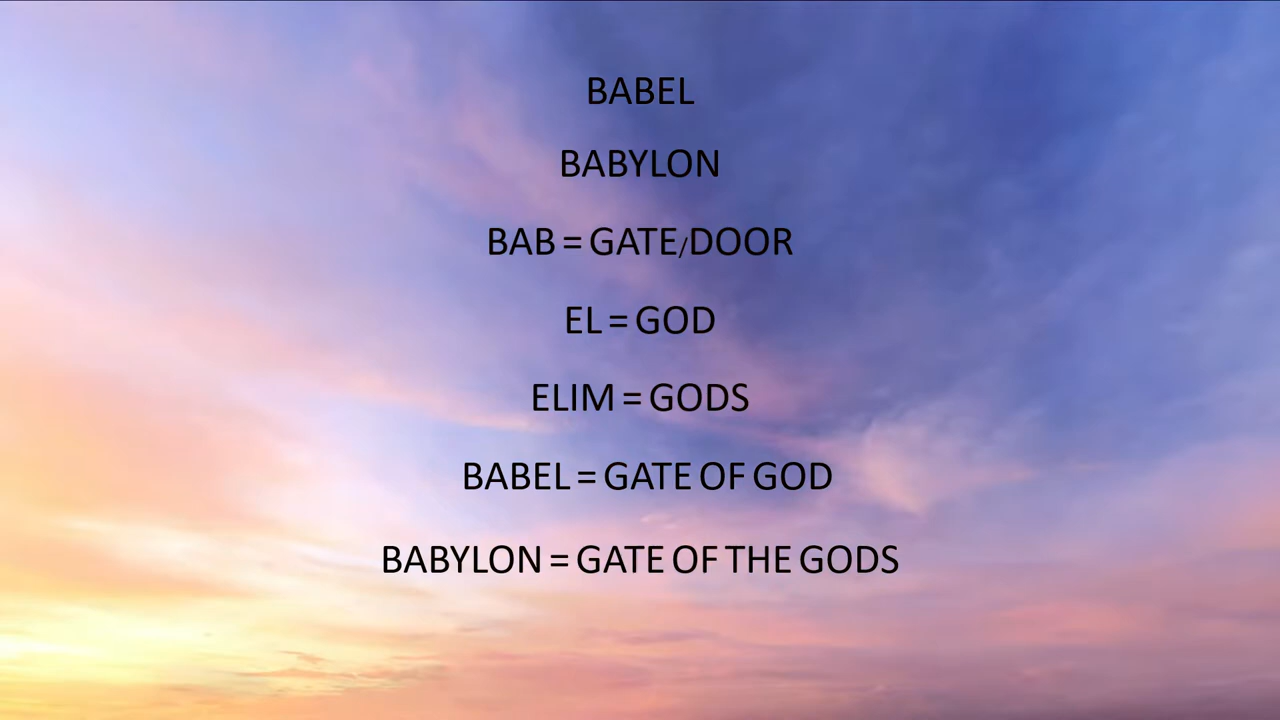 BABEL
BABYLON
BAB = GATE/DOOR
EL = GOD
ELIM = GODS
BABEL = GATE OF GOD
BABYLON = GATE OF THE GODS